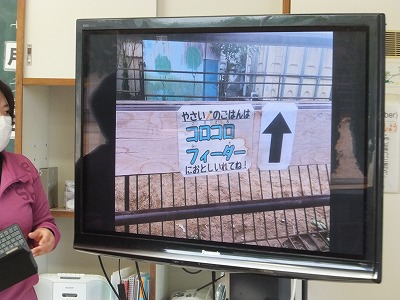 やさい のごはんは
コロコロ
フィーダー
におとしいれてね!